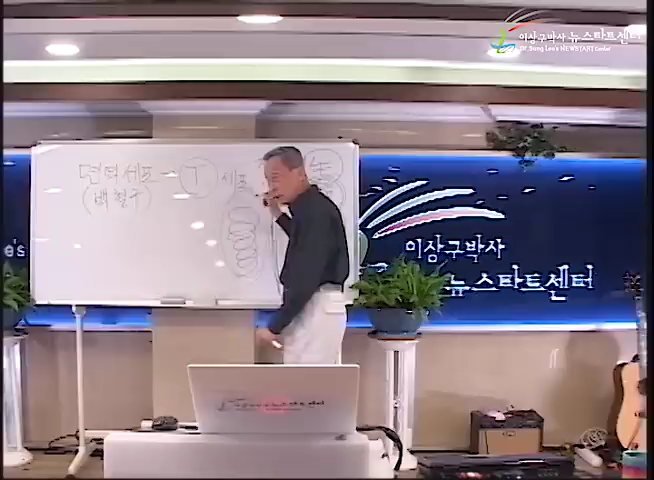 이상구박사 뉴스타트센터
Dr. Sang Lee's NEWSTART Center
면역세포 - T 세포
(백혈구)
이상구박사
뉴스타트센터